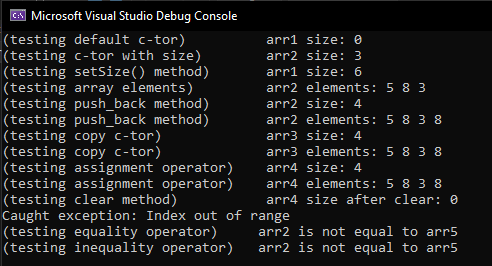 Microsoft Visual Studio Debug Console
(testing default c-tor) arr1 size: 0
(testing c-tor with size) arr2 size: 3
(testing setSize() method) arr1 size: 6
(testing array elements) arr2 elements: 5 8 3
(testing push_back method) arr2 size: 4
(testing push_back method) arr2 elements: 5 8 3 8
(testing copy c-tor) arr3 size: 4
(testing copy c-tor) arr3 elements: 5 8 3 8
(testing assignment operator) arr4 size: 4
(testing assignment operator) arr4 elements: 5 8 3 8
(testing clear method) arr4 size after clear: 0
Caught exception: Index out of range
(testing equality operator) arr2 is not equal to arr5
(testing inequality operator) arr2 is not equal to arr5